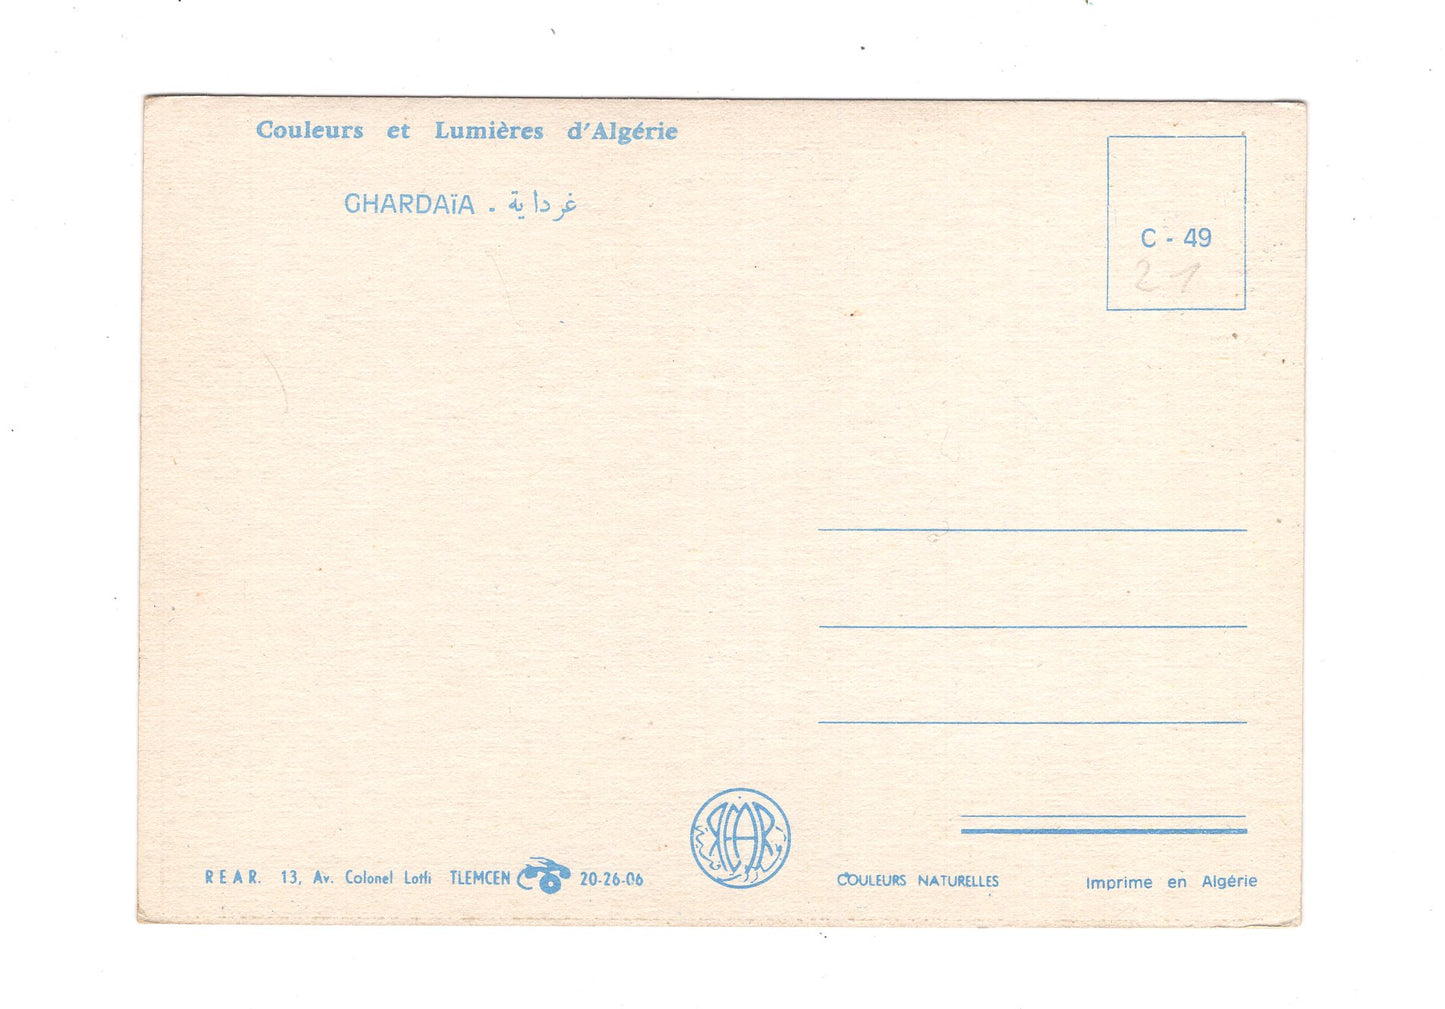 Couleurs et Lumières d'Algérie
GHARDAïA - غرداية
C - 49
21
REAR. 13, Av. Colonel Lotfi TLEMCEN 20-26-06
COULEURS NATURELLES
Imprime en Algérie